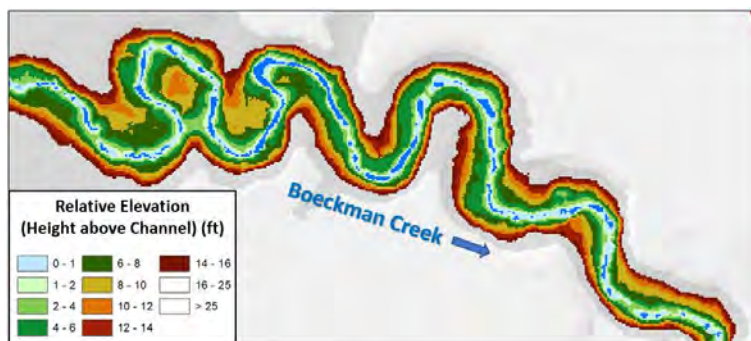 Boeckman Creek
Relative Elevation
(Height above Channel) (ft)
0 - 1
6 - 8
14 - 16
1 - 2
8 - 10
16 - 25
2 - 4
10 - 12
> 25
4 - 6
12 - 14